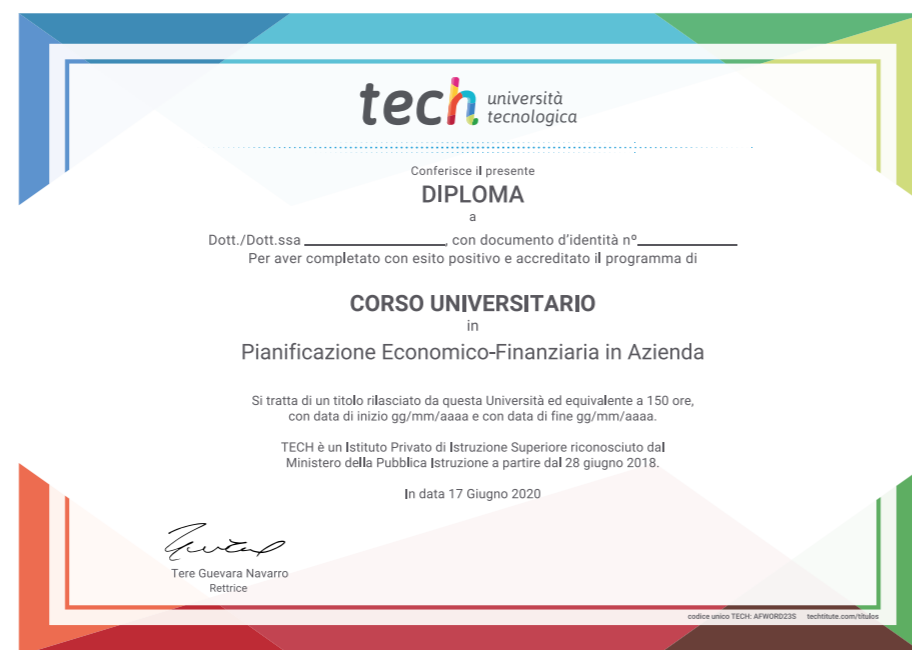 tech università
tecnologica
Conferisce il presente
DIPLOMA
a
Dott./Dott.ssa ____________________, con documento d'identità nº______________
Per aver completato con esito positivo e accreditato il programma di
CORSO UNIVERSITARIO
in
Pianificazione Economico-Finanziaria in Azienda
Si tratta di un titolo rilasciato da questa Università ed equivalente a 150 ore,
con data di inizio gg/mm/aaaa e con data di fine gg/mm/aaaa.
TECH è un Istituto Privato di Istruzione Superiore riconosciuto dal
Ministero della Pubblica Istruzione a partire dal 28 giugno 2018.
In data 17 Giugno 2020
Tere Guevara Navarro
Rettrice
codice unico TECH: AFWORD23S techtitute.com/titulos